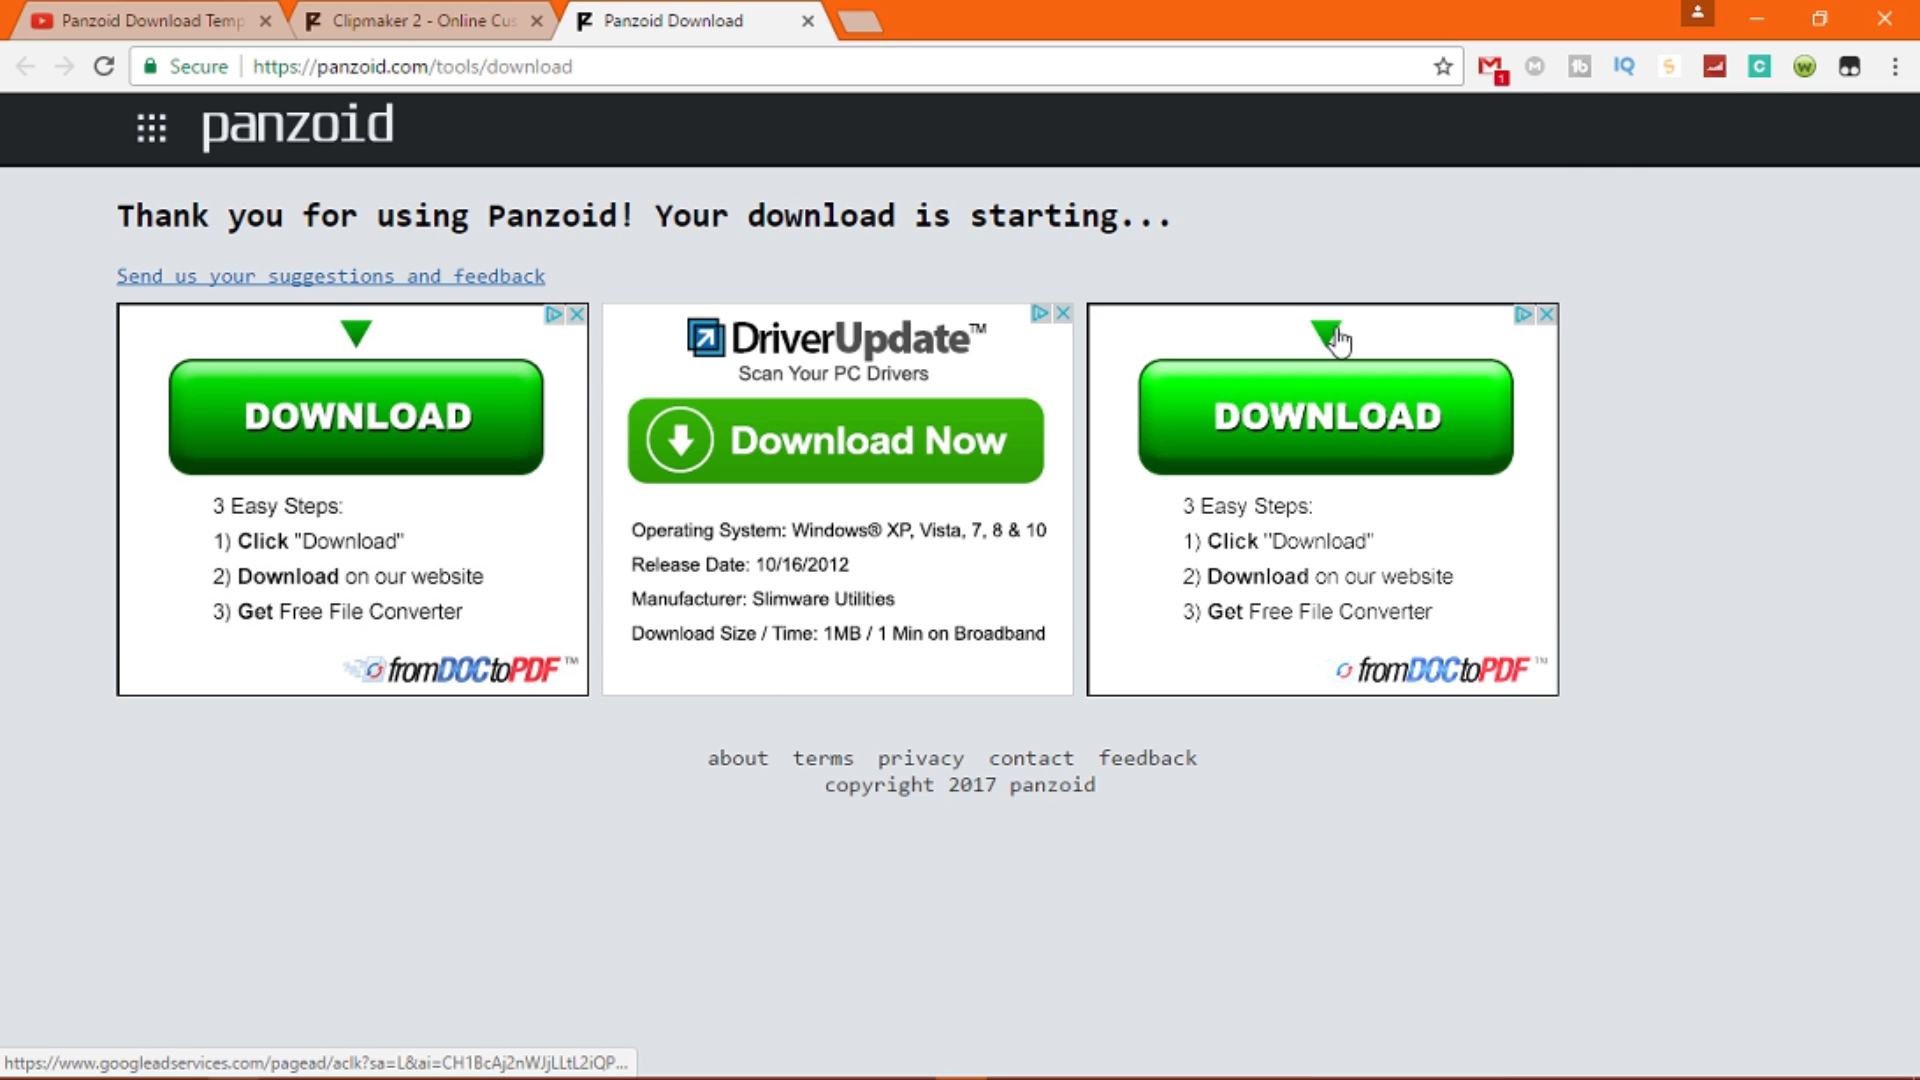 Panzoid Download Temp
Clipmaker 2 - Online Cus
Panzoid Download
Secure
https://panzoid.com/tools/download
1
IQ
panzoid
Thank you for using Panzoid! Your download is starting...
Send us your suggestions and feedback
DOWNLOAD
3 Easy Steps:
1) Click "Download"
2) Download on our website
3) Get Free File Converter
fromDOCtoPDF™
DriverUpdate™
Scan Your PC Drivers
Download Now
Operating System: Windows® XP, Vista, 7, 8 & 10
Release Date: 10/16/2012
Manufacturer: Slimware Utilities
Download Size / Time: 1MB / 1 Min on Broadband
DOWNLOAD
3 Easy Steps:
1) Click "Download"
2) Download on our website
3) Get Free File Converter
fromDOCtoPDF™
about terms privacy contact feedback
copyright 2017 panzoid
https://www.googleadservices.com/pagead/aclk?sa=L&ai=CH1BcAj2nWJjLLtL2iQP...